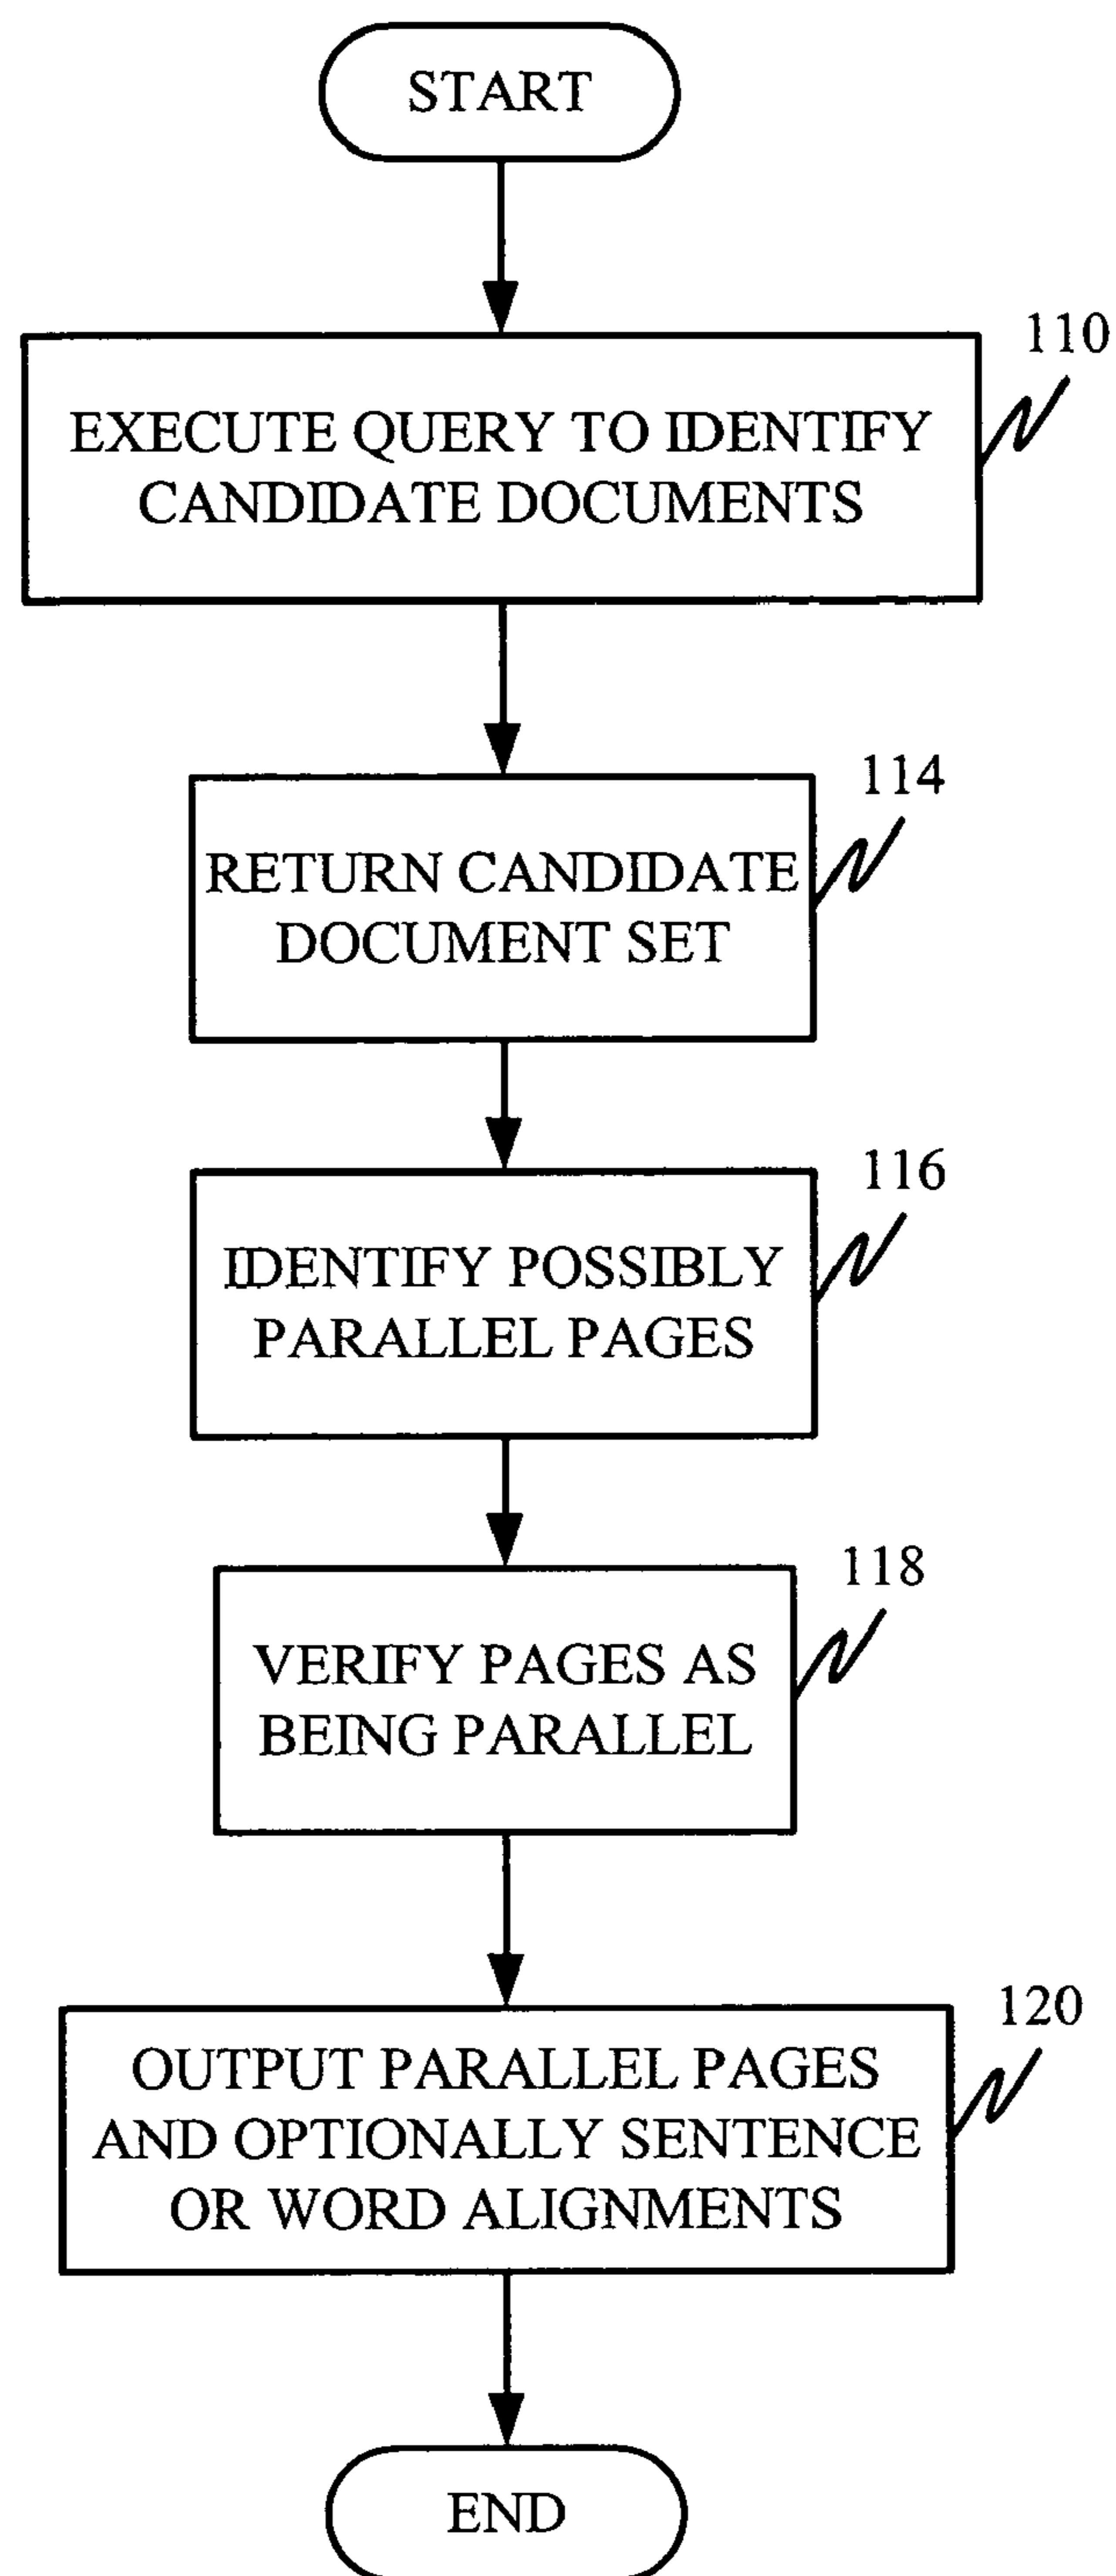 START
110
EXECUTE QUERY TO IDENTIFY
CANDIDATE DOCUMENTS
114
RETURN CANDIDATE
DOCUMENT SET
116
IDENTIFY POSSIBLY
PARALLEL PAGES
118
VERIFY PAGES AS
BEING PARALLEL
120
OUTPUT PARALLEL PAGES
AND OPTIONALLY SENTENCE
OR WORD ALIGNMENTS
END